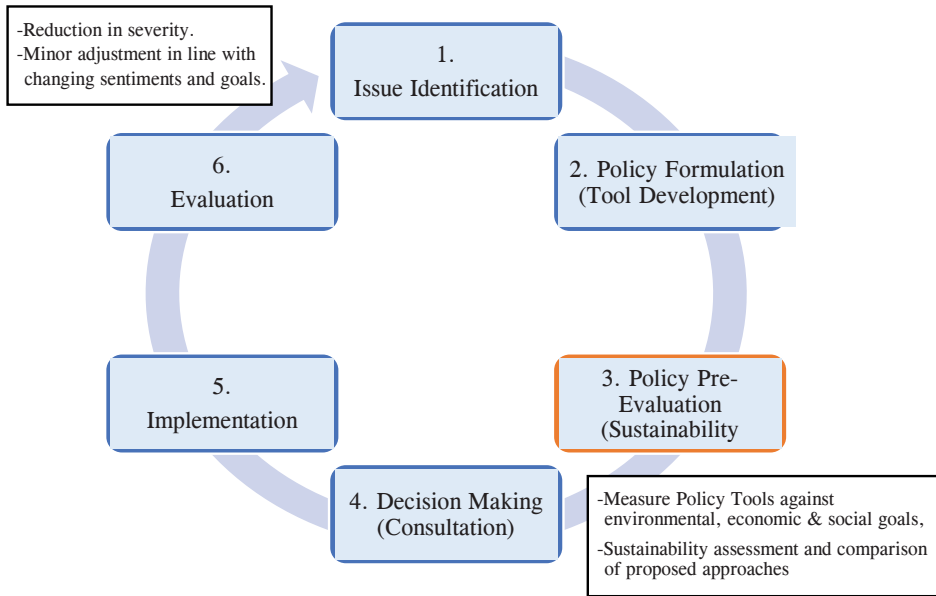 -Reduction in severity.
-Minor adjustment in line with
changing sentiments and goals.
1.
Issue Identification
2. Policy Formulation
(Tool Development)
3. Policy Pre-
Evaluation
(Sustainability
-Measure Policy Tools against
environmental, economic & social goals,
-Sustainability assessment and comparison
of proposed approaches
4. Decision Making
(Consultation)
5.
Implementation
6.
Evaluation